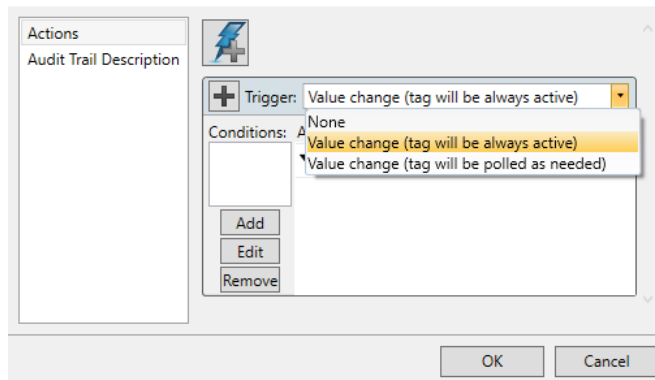 Actions
Audit Trail Description
Trigger: Value change (tag will be always active)
None
Value change (tag will be always active)
Value change (tag will be polled as needed)
Conditions: A
Add
Edit
Remove
OK
Cancel